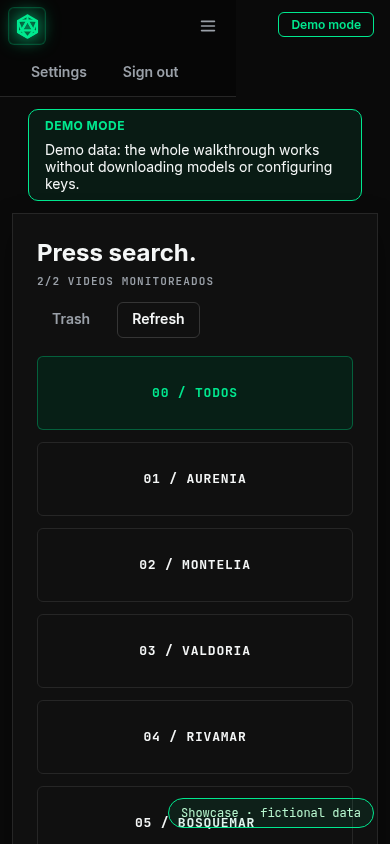 Demo mode
Settings
Sign out
DEMO MODE
Demo data: the whole walkthrough works
without downloading models or configuring
keys.
Press search.
2/2 VIDEOS MONITOREADOS
Trash
Refresh
00 / TODOS
01 / AURENIA
02 / MONTELIA
03 / VALDORIA
04 / RIVAMAR
05 / BOSQUEMAR
Showcase · fictional data